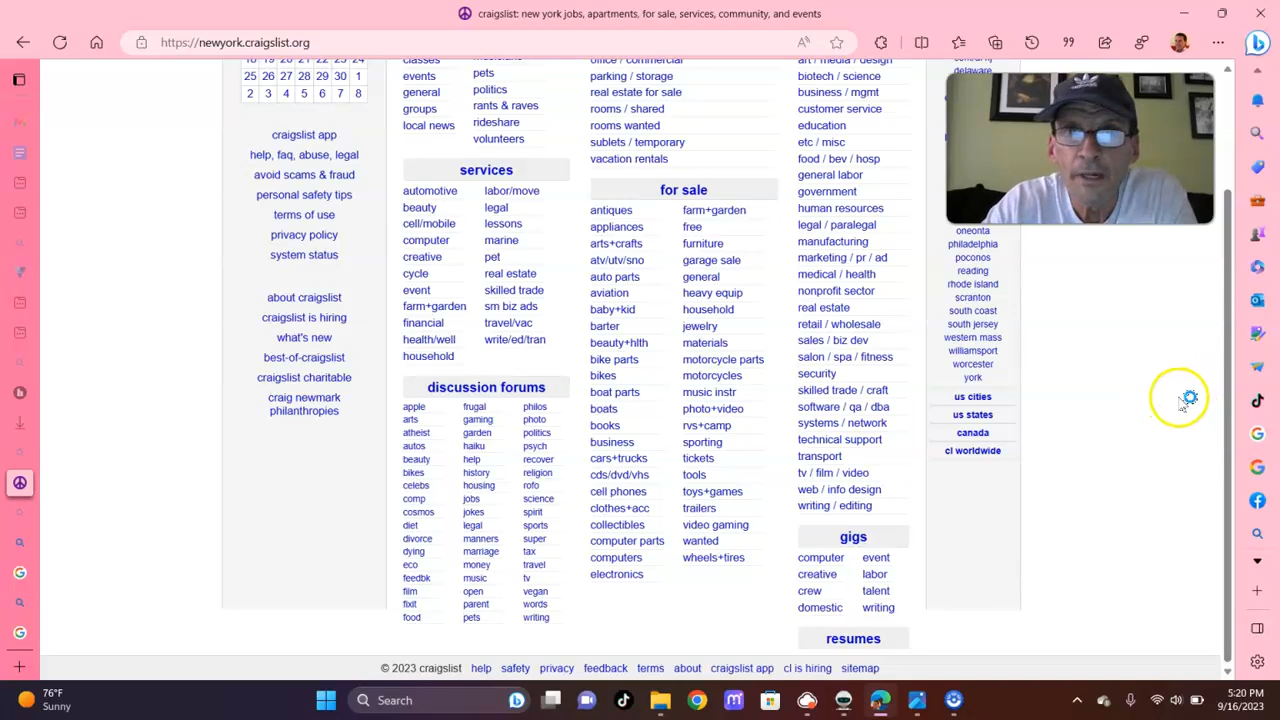 craigslist: new york jobs, apartments, for sale, services, community, and events
https://newyork.craigslist.org
18 19 20 21 22 23 24
25 26 27 28 29 30 1
2 3 4 5 6 7 8
craigslist app
help, faq, abuse, legal
avoid scams & fraud
personal safety tips
terms of use
privacy policy
system status
about craigslist
craigslist is hiring
what's new
best-of-craigslist
craigslist charitable
craig newmark
philanthropies
classes
events
general
groups
local news
musicians
pets
politics
rants & raves
rideshare
volunteers
services
automotive
beauty
cell/mobile
computer
creative
cycle
event
farm+garden
financial
health/well
household
labor/move
legal
lessons
marine
pet
real estate
skilled trade
sm biz ads
travel/vac
write/ed/tran
discussion forums
apple
arts
atheist
autos
beauty
bikes
celebs
comp
cosmos
diet
divorce
dying
eco
feedbk
film
fixit
food
frugal
gaming
garden
haiku
help
history
housing
jobs
jokes
legal
manners
marriage
money
music
open
parent
pets
philos
photo
politics
psych
recover
religion
rofo
science
spirit
sports
super
tax
travel
tv
vegan
words
writing
office / commercial
parking / storage
real estate for sale
rooms / shared
rooms wanted
sublets / temporary
vacation rentals
for sale
antiques
appliances
arts+crafts
atv/utv/sno
auto parts
aviation
baby+kid
barter
beauty+hlth
bike parts
bikes
boat parts
boats
books
business
cars+trucks
cds/dvd/vhs
cell phones
clothes+acc
collectibles
computer parts
computers
electronics
farm+garden
free
furniture
garage sale
general
heavy equip
household
jewelry
materials
motorcycle parts
motorcycles
music instr
photo+video
rvs+camp
sporting
tickets
tools
toys+games
trailers
video gaming
wanted
wheels+tires
art / media / design
biotech / science
business / mgmt
customer service
education
etc / misc
food / bev / hosp
general labor
government
human resources
legal / paralegal
manufacturing
marketing / pr / ad
medical / health
nonprofit sector
real estate
retail / wholesale
sales / biz dev
salon / spa / fitness
security
skilled trade / craft
software / qa / dba
systems / network
technical support
transport
tv / film / video
web / info design
writing / editing
gigs
computer
creative
crew
domestic
event
labor
talent
writing
resumes
delaware
oneonta
philadelphia
poconos
reading
rhode island
scranton
south coast
south jersey
western mass
williamsport
worcester
york
us cities
us states
canada
cl worldwide
© 2023 craigslist help safety privacy feedback terms about craigslist app cl is hiring sitemap
76°F
Sunny
Search
5:20 PM
9/16/2023